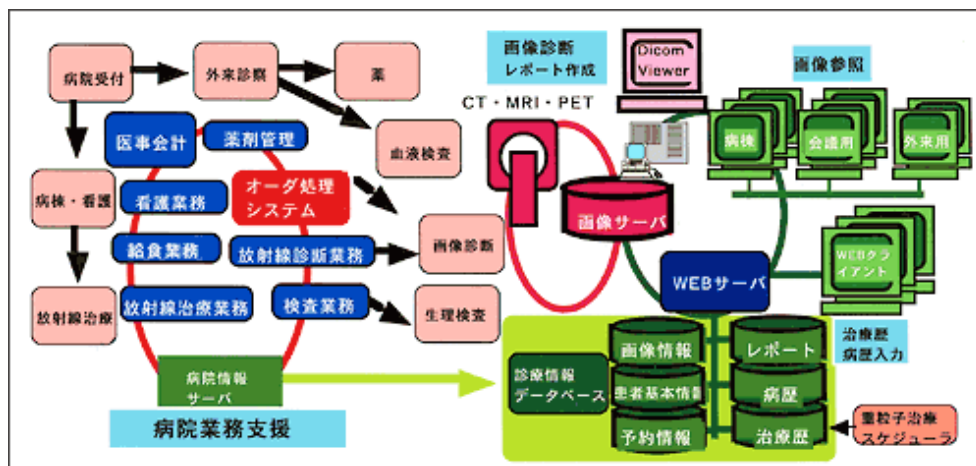 病院受付
外来診察
薬
医事会計
薬剤管理
血液検査
病棟・看護
看護業務
オーダ処理
システム
給食業務
放射線診断業務
画像診断
放射線治療
放射線治療業務
検査業務
生理検査
病院情報
サーバ
病院業務支援
画像診断
レポート作成
Dicom
Viewer
CT・MRI・PET
画像参照
病棟
会議用
外来用
画像サーバ
WEBサーバ
WEBクラ
イアント
治療歴
病歴入力
診療情報
データベース
画像情報
レポート
患者基本情報
病歴
予約情報
治療歴
重粒子治療
スケジューラ